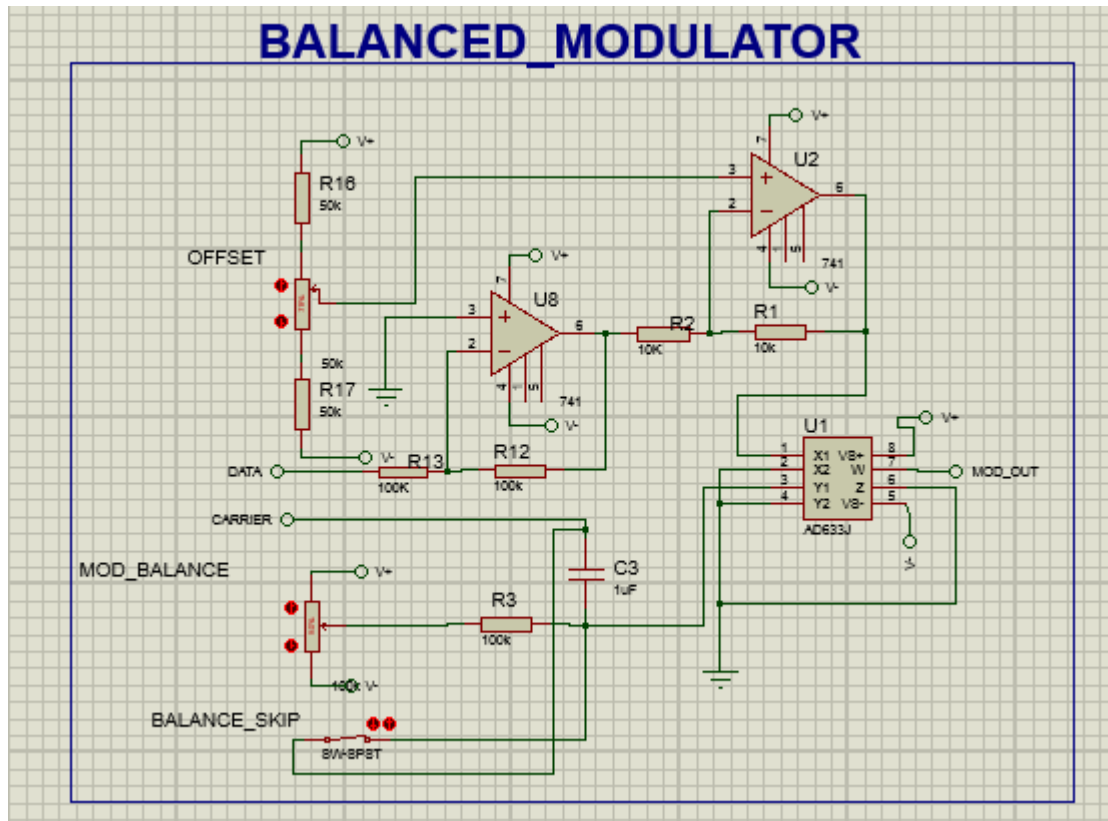 BALANCED_MODULATOR
V+
7
U2
R16
50k
3
+
6
2
−
OFFSET
4
1
5
741
V+
V-
7
U8
R1
3
+
6
R2
10K
10k
2
−
50k
R17
50k
4
1
5
741
V-
V+
U1
V-
R13
R12
DATA
100K
100k
1
X1
VS+
8
2
X2
W
7
MOD_OUT
3
Y1
Z
6
4
Y2
VS-
5
CARRIER
AD633J
V-
MOD_BALANCE
V+
C3
1uF
R3
100k
V-
BALANCE_SKIP
SW-SPST